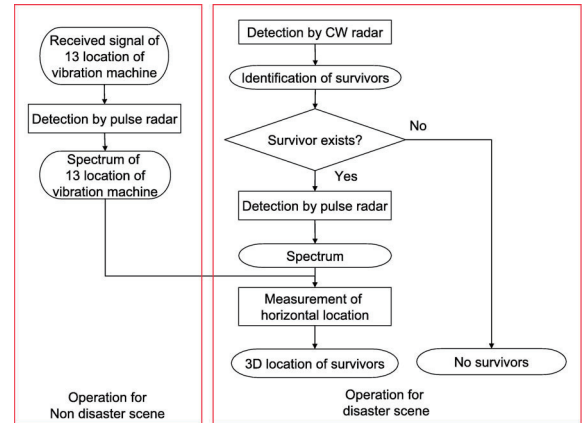 Received signal of
13 location of
vibration machine
Detection by pulse radar
Spectrum of
13 location of
vibration machine
Operation for
Non disaster scene
Detection by CW radar
Identification of survivors
Survivor exists?
No
Yes
Detection by pulse radar
Spectrum
Measurement of
horizontal location
3D location of survivors
No survivors
Operation for
disaster scene